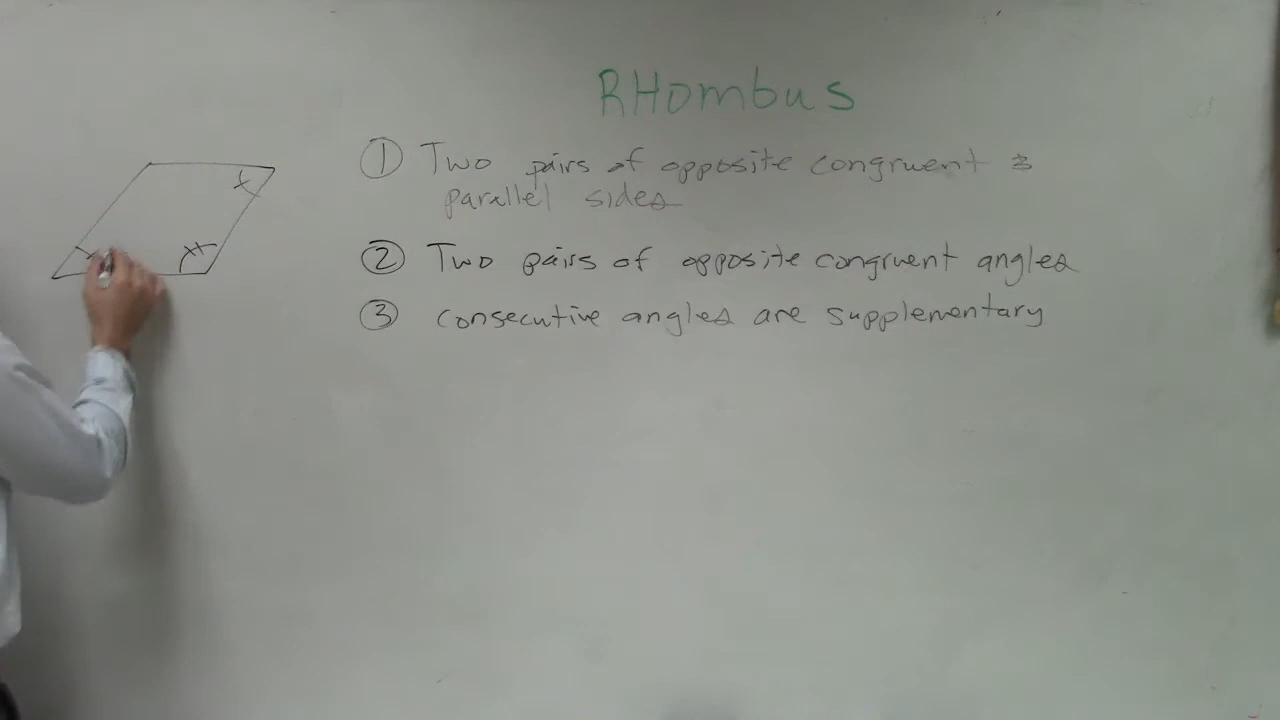 RHombus
① Two pairs of opposite congruent &
parallel sides
② Two pairs of opposite congruent angles
③ consecutive angles are supplementary